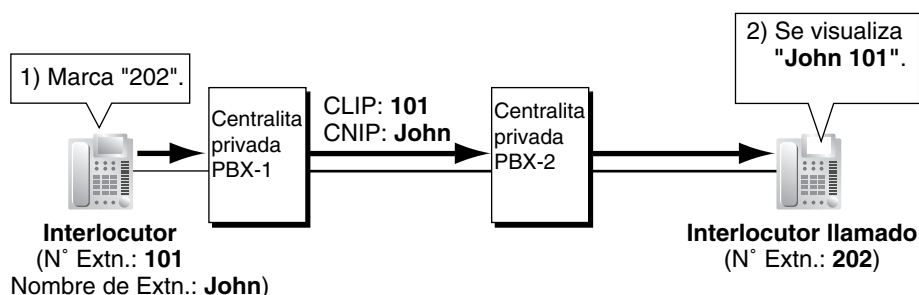 1) Marca "202".
2) Se visualiza
"John 101".
Centralita
privada
PBX-1
CLIP: 101
CNIP: John
Centralita
privada
PBX-2
Interlocutor
(N° Extn.: 101
Nombre de Extn.: John)
Interlocutor llamado
(N° Extn.: 202)